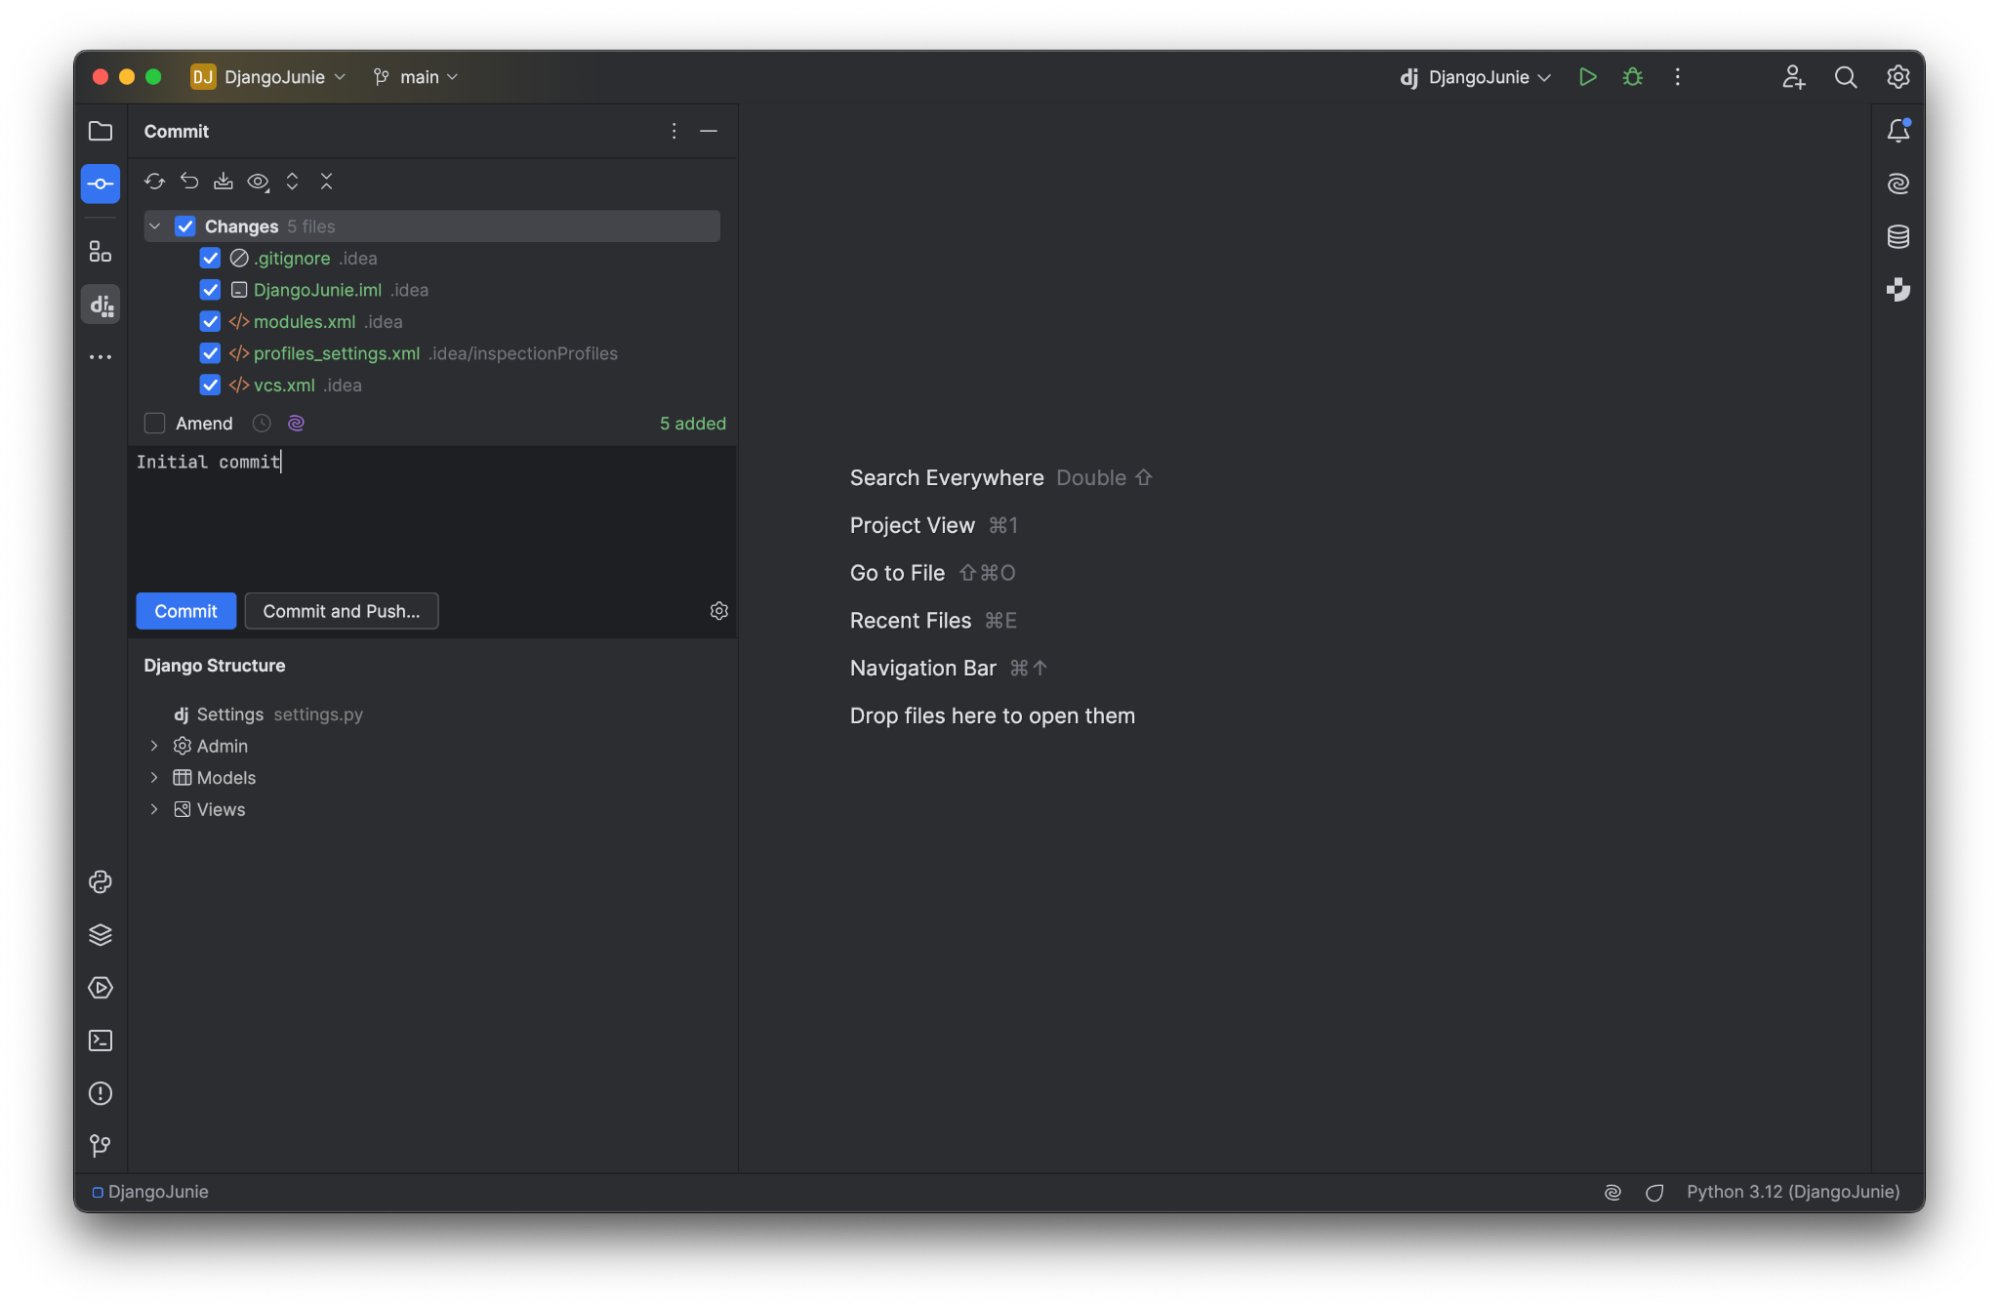 DJ DjangoJunie main dj DjangoJunie
Commit
Changes 5 files
.gitignore .idea
DjangoJunie.iml .idea
</> modules.xml .idea
</> profiles_settings.xml .idea/inspectionProfiles
</> vcs.xml .idea
Amend 5 added
Initial commit
Commit Commit and Push...
Django Structure
dj Settings settings.py
Admin
Models
Views
dj
Search Everywhere Double ⇧
Project View ⌘1
Go to File ⇧⌘O
Recent Files ⌘E
Navigation Bar ⌘↑
Drop files here to open them
DjangoJunie Python 3.12 (DjangoJunie)